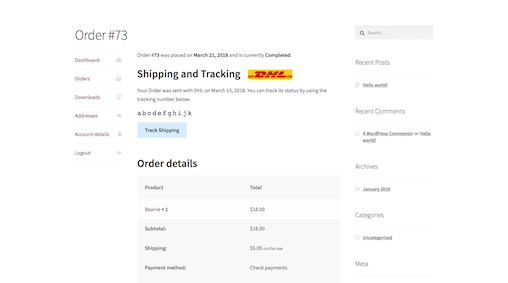 Order #73
Dashboard
Orders
Downloads
Addresses
Account details
Logout
Order #73 was placed on March 21, 2018 and is currently Completed.
Shipping and Tracking DHL
Your Order was sent with DHL on March 15, 2018. You can track its status by using the
tracking number below.
abcdefghijk
Track Shipping
Order details
Product Total
Beanie × 1 $18.00
Subtotal: $18.00
Shipping: $5.00 via Flat rate
Payment method: Check payments
Search …
Recent Posts
Hello world!
Recent Comments
A WordPress Commenter on Hello
world!
Archives
January 2018
Categories
Uncategorized
Meta